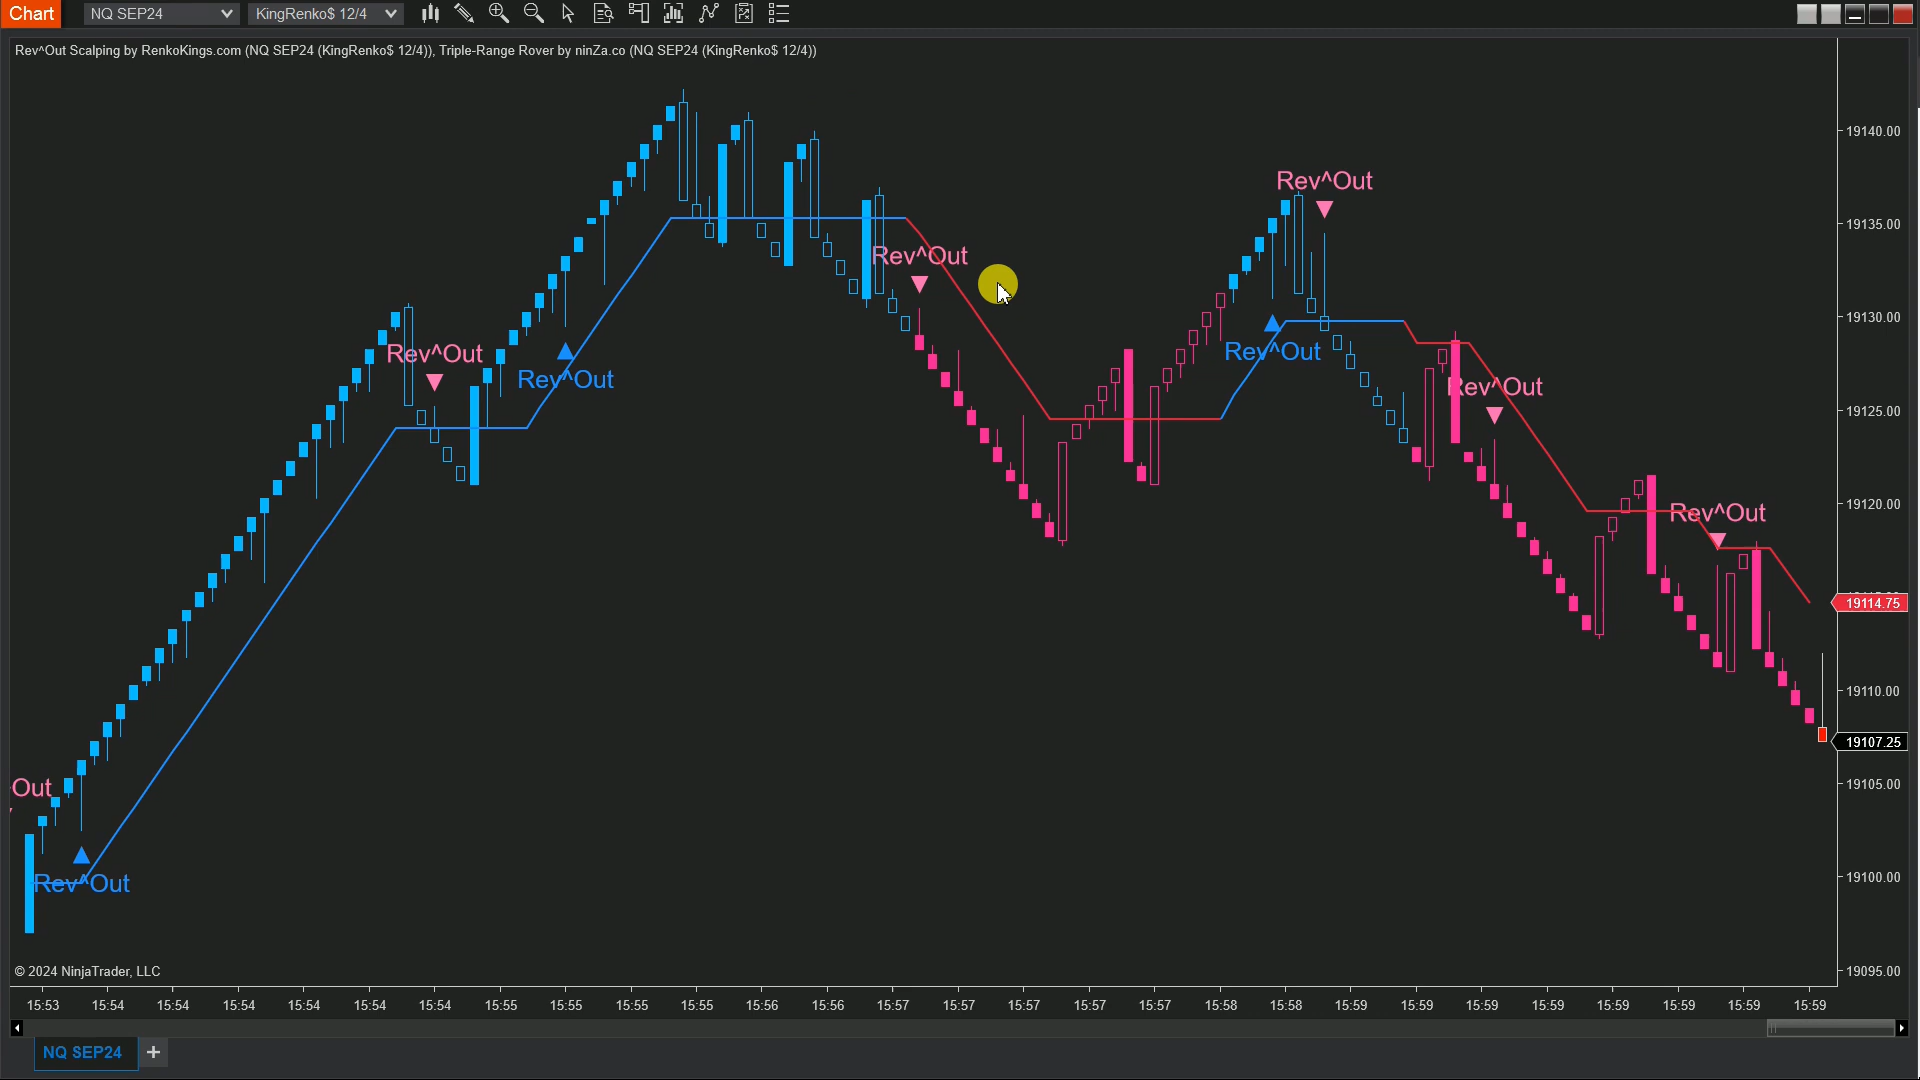 Chart NQ SEP24 KingRenko$ 12/4
Rev^Out Scalping by RenkoKings.com (NQ SEP24 (KingRenko$ 12/4)), Triple-Range Rover by ninZa.co (NQ SEP24 (KingRenko$ 12/4))
19140.00
Rev^Out
19135.00
Rev^Out
19130.00
Rev^Out
Rev^Out
Rev^Out
Rev^Out
19125.00
19120.00
Rev^Out
19114.75
19110.00
19107.25
Out
19105.00
Rev^Out
19100.00
© 2024 NinjaTrader, LLC
19095.00
15:53 15:54 15:54 15:54 15:54 15:54 15:54 15:55 15:55 15:55 15:55 15:56 15:56 15:57 15:57 15:57 15:57 15:57 15:58 15:58 15:59 15:59 15:59 15:59 15:59 15:59 15:59 15:59
NQ SEP24 +